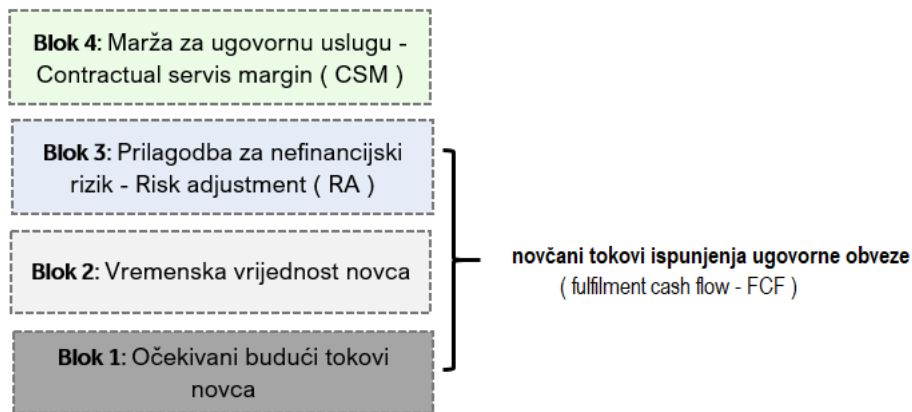 Blok 4: Marža za ugovornu uslugu -
Contractual servis margin ( CSM )
Blok 3: Prilagodba za nefinancijski
rizik - Risk adjustment ( RA )
Blok 2: Vremenska vrijednost novca
novčani tokovi ispunjenja ugovorne obveze
( fulfilment cash flow - FCF )
Blok 1: Očekivani budući tokovi
novca